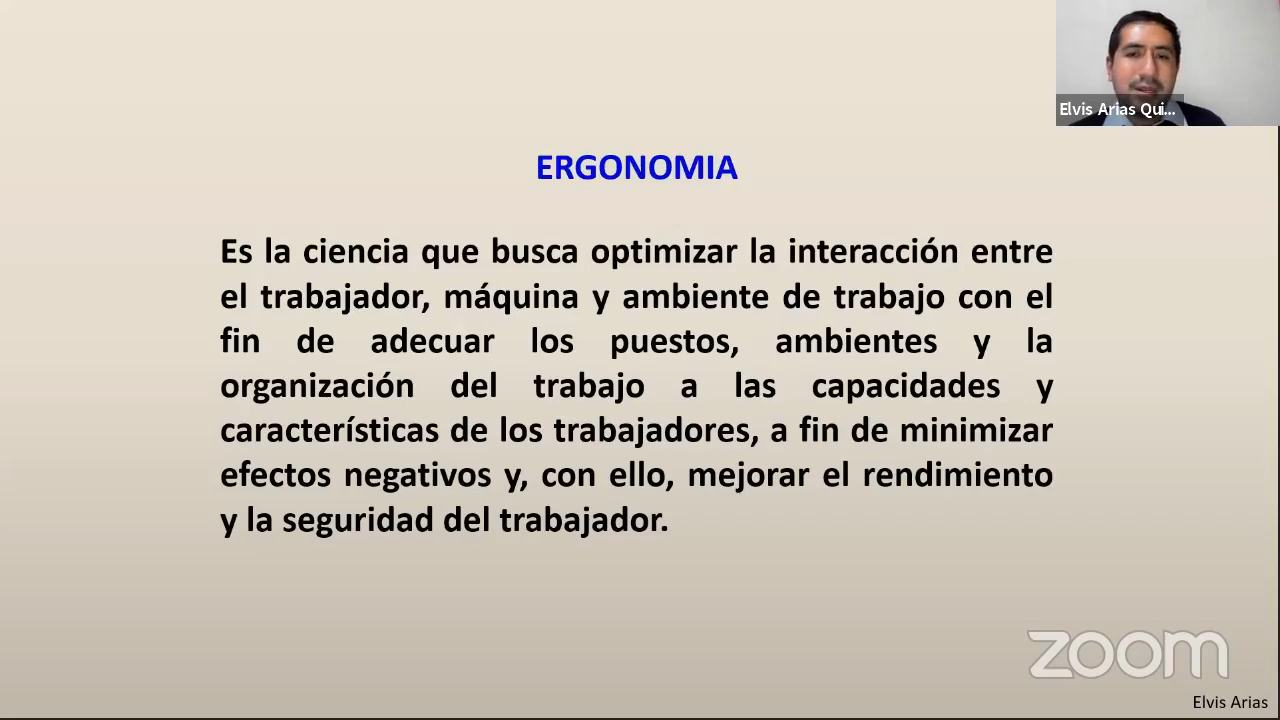 Elvis Arias Qui...
ERGONOMIA
Es la ciencia que busca optimizar la interacción entre
el trabajador, máquina y ambiente de trabajo con el
fin de adecuar los puestos, ambientes y la
organización del trabajo a las capacidades y
características de los trabajadores, a fin de minimizar
efectos negativos y, con ello, mejorar el rendimiento
y la seguridad del trabajador.
zoom
Elvis Arias